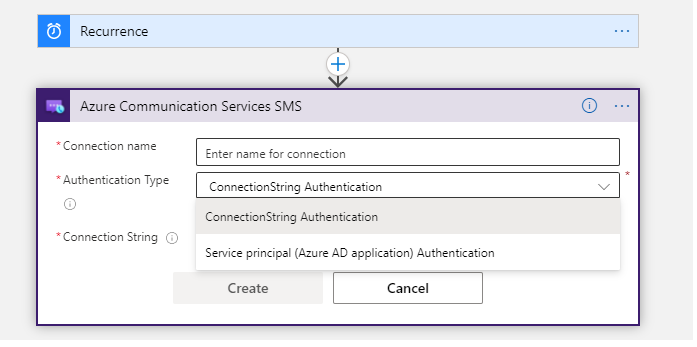 Recurrence
Azure Communication Services SMS
* Connection name
Enter name for connection
* Authentication Type
ConnectionString Authentication
*
ConnectionString Authentication
* Connection String
Service principal (Azure AD application) Authentication
Create
Cancel